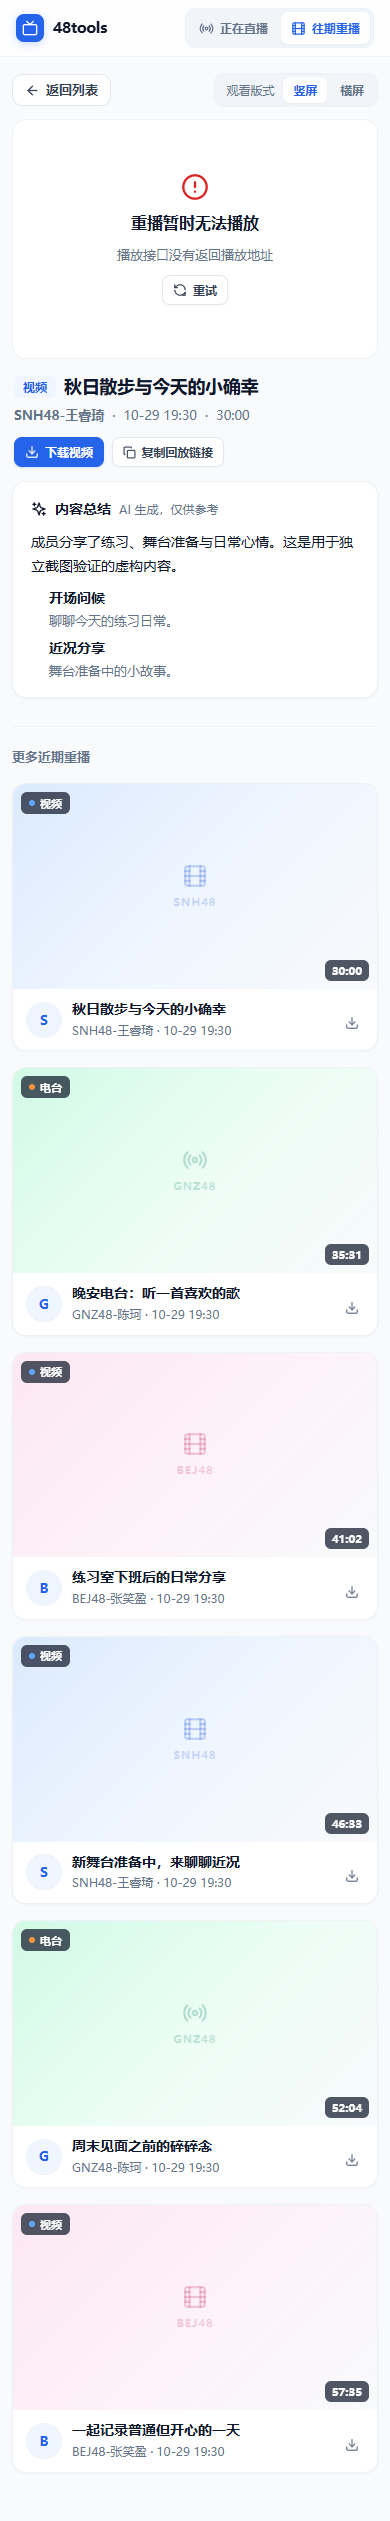 48tools
正在直播
往期重播
返回列表
观看版式
竖屏
横屏
重播暂时无法播放
播放接口没有返回播放地址
重试
视频 秋日散步与今天的小确幸
SNH48-王睿琦 · 10-29 19:30 · 30:00
下载视频
复制回放链接
内容总结 AI 生成，仅供参考
成员分享了练习、舞台准备与日常心情。这是用于独
立截图验证的虚构内容。
开场问候
聊聊今天的练习日常。
近况分享
舞台准备中的小故事。
更多近期重播
视频
SNH48
30:00
S
秋日散步与今天的小确幸
SNH48-王睿琦 · 10-29 19:30
电台
GNZ48
35:31
G
晚安电台：听一首喜欢的歌
GNZ48-陈珂 · 10-29 19:30
视频
BEJ48
41:02
B
练习室下班后的日常分享
BEJ48-张笑盈 · 10-29 19:30
视频
SNH48
46:33
S
新舞台准备中，来聊聊近况
SNH48-王睿琦 · 10-29 19:30
电台
GNZ48
52:04
G
周末见面之前的碎碎念
GNZ48-陈珂 · 10-29 19:30
视频
BEJ48
57:35
B
一起记录普通但开心的一天
BEJ48-张笑盈 · 10-29 19:30